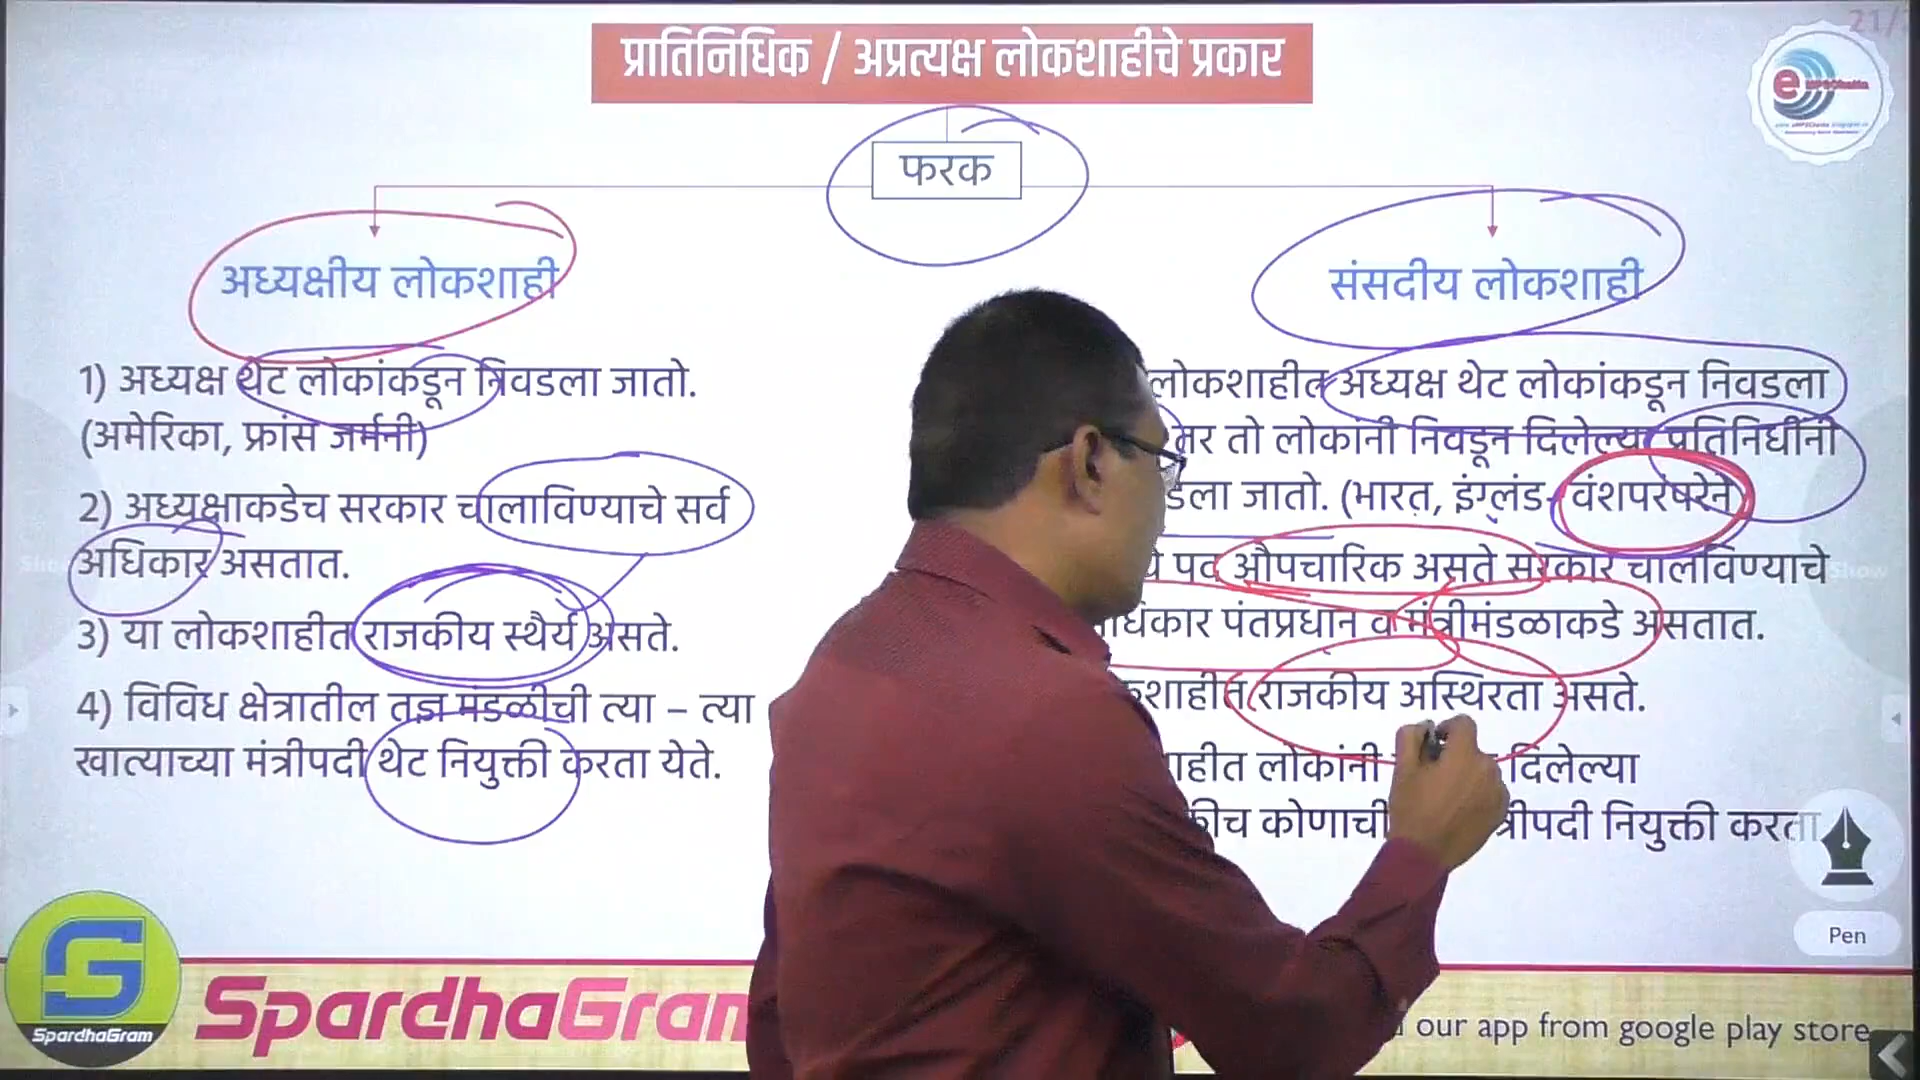 प्रातिनिधिक / अप्रत्यक्ष लोकशाहीचे प्रकार
फरक
अध्यक्षीय लोकशाही
1) अध्यक्ष थेट लोकांकडून निवडला जातो.
(अमेरिका, फ्रांस जर्मनी)
2) अध्यक्षाकडेच सरकार चालाविण्याचे सर्व
अधिकार असतात.
3) या लोकशाहीत राजकीय स्थैर्य असते.
4) विविध क्षेत्रातील तज्ञ मंडळींची त्या – त्या
खात्याच्या मंत्रीपदी थेट नियुक्ती करता येते.
संसदीय लोकशाही
लोकशाहीत अध्यक्ष थेट लोकांकडून निवडला
तर तो लोकांनी निवडून दिलेल्या प्रतिनिधींनी
जातो. (भारत, इंग्लंड- वंशपरंपरेने)
पद औपचारिक असते सरकार चालविण्याचे
पंतप्रधान व मंत्रीमंडळाकडे असतात.
राजकीय अस्थिरता असते.
लोकांनी दिलेल्या
कोणाची नियुक्ती करता
Pen
SpardhaGram
SpardhaGram
our app from google play store